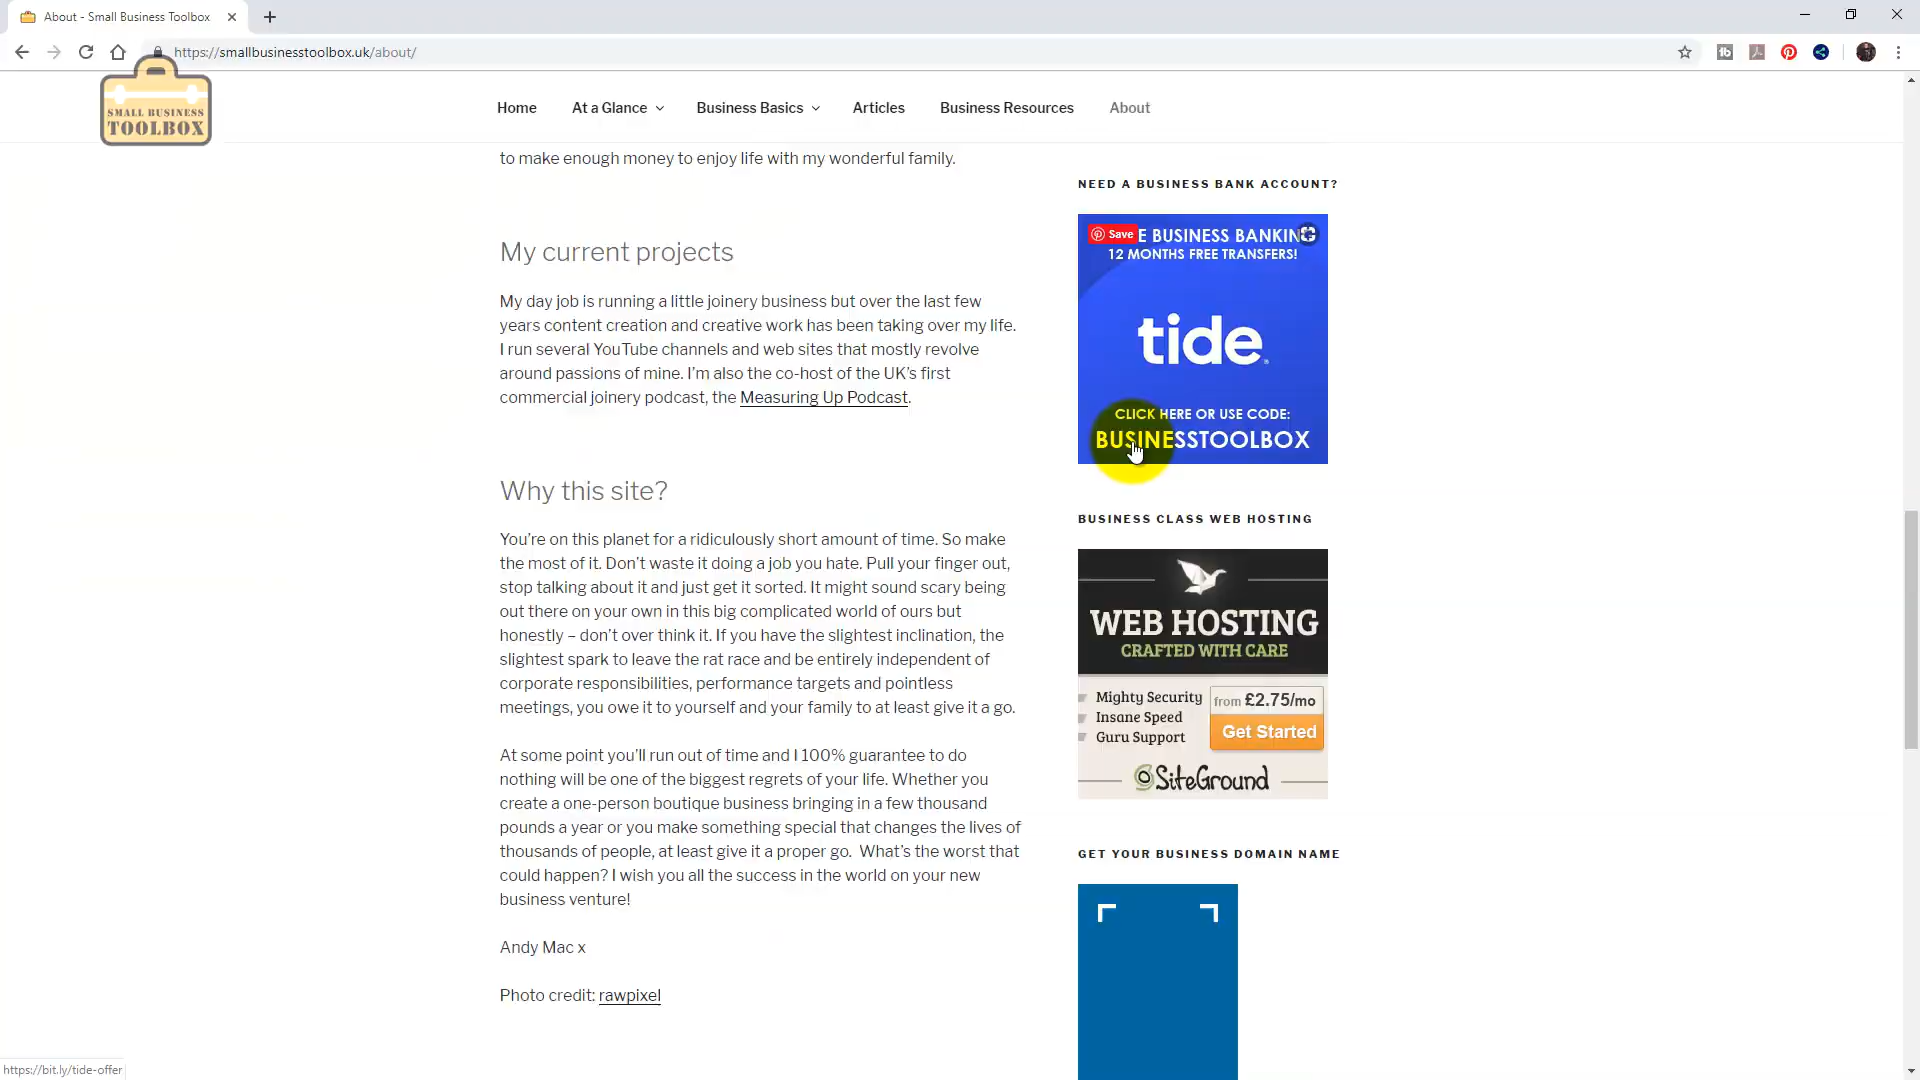 About - Small Business Toolbox
https://smallbusinesstoolbox.uk/about/
SMALL BUSINESS
TOOLBOX
Home
At a Glance
Business Basics
Articles
Business Resources
About
to make enough money to enjoy life with my wonderful family.
My current projects
My day job is running a little joinery business but over the last few
years content creation and creative work has been taking over my life.
I run several YouTube channels and web sites that mostly revolve
around passions of mine. I’m also the co-host of the UK’s first
commercial joinery podcast, the Measuring Up Podcast.
Why this site?
You’re on this planet for a ridiculously short amount of time. So make
the most of it. Don’t waste it doing a job you hate. Pull your finger out,
stop talking about it and just get it sorted. It might sound scary being
out there on your own in this big complicated world of ours but
honestly – don’t over think it. If you have the slightest inclination, the
slightest spark to leave the rat race and be entirely independent of
corporate responsibilities, performance targets and pointless
meetings, you owe it to yourself and your family to at least give it a go.
At some point you’ll run out of time and I 100% guarantee to do
nothing will be one of the biggest regrets of your life. Whether you
create a one-person boutique business bringing in a few thousand
pounds a year or you make something special that changes the lives of
thousands of people, at least give it a proper go.  What’s the worst that
could happen? I wish you all the success in the world on your new
business venture!
Andy Mac x
Photo credit: rawpixel
NEED A BUSINESS BANK ACCOUNT?
Save
E BUSINESS BANKING
12 MONTHS FREE TRANSFERS!
tide
CLICK HERE OR USE CODE:
BUSINESSTOOLBOX
BUSINESS CLASS WEB HOSTING
WEB HOSTING
CRAFTED WITH CARE
Mighty Security
Insane Speed
Guru Support
from £2.75/mo
Get Started
SiteGround
GET YOUR BUSINESS DOMAIN NAME
https://bit.ly/tide-offer